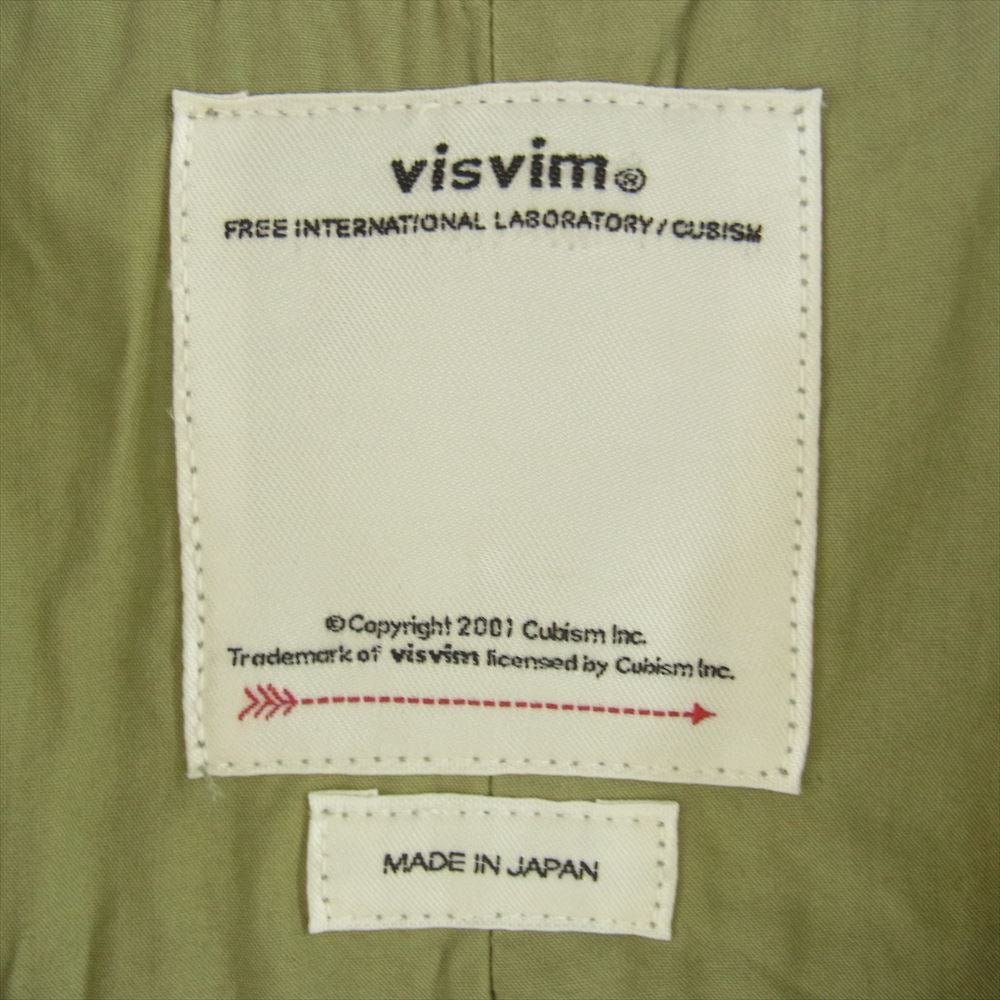 visvim®
FREE INTERNATIONAL LABORATORY / CUBISM
© Copyright 2001 Cubism Inc.
Trademark of visvim licensed by Cubism Inc.
MADE IN JAPAN